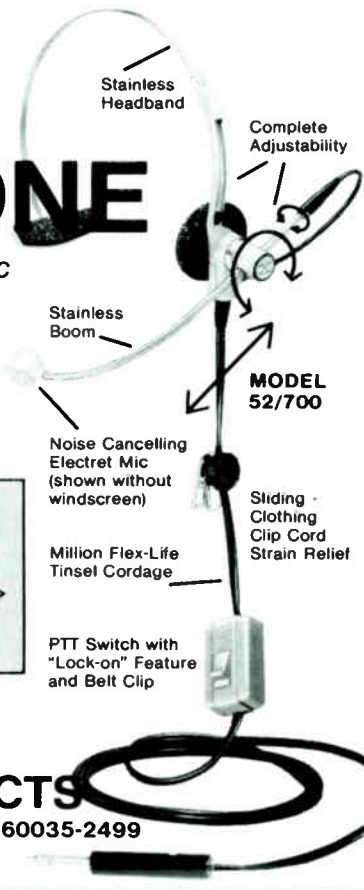 Stainless
Headband
Complete
Adjustability
ONE
C
Stainless
Boom
MODEL
52/700
Noise Cancelling
Electret Mic
(shown without
windscreen)
Sliding
Clothing
Clip Cord
Strain Relief
Million Flex-Life
Tinsel Cordage
PTT Switch with
"Lock-on" Feature
and Belt Clip
CTS
60035-2499